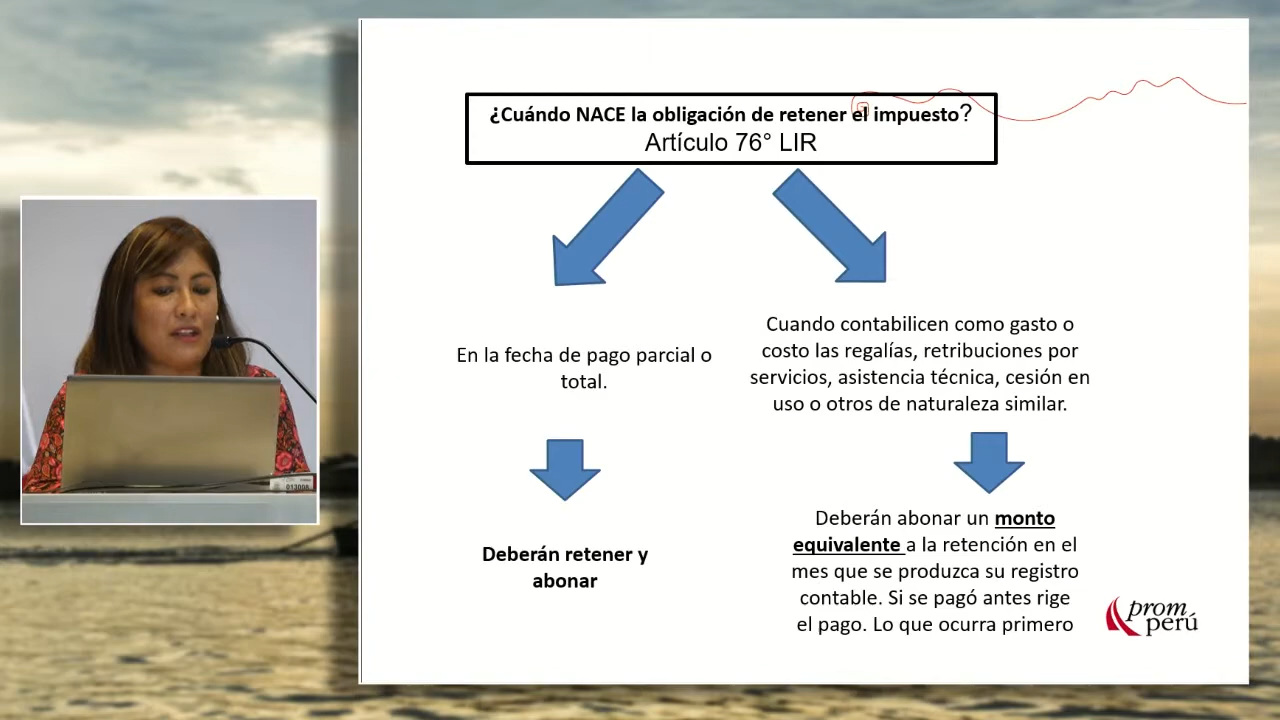 ¿Cuándo NACE la obligación de retener el impuesto?
Artículo 76° LIR
En la fecha de pago parcial o
total.
Cuando contabilicen como gasto o
costo las regalías, retribuciones por
servicios, asistencia técnica, cesión en
uso o otros de naturaleza similar.
Deberán retener y
abonar
Deberán abonar un monto
equivalente a la retención en el
mes que se produzca su registro
contable. Si se pagó antes rige
el pago. Lo que ocurra primero
prom
perú